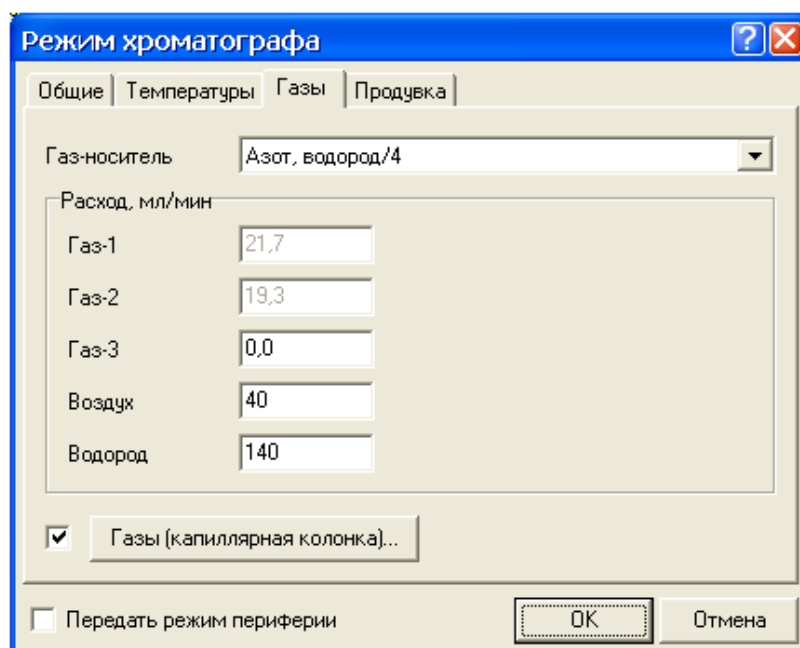 Режим хроматографа
Общие Температуры Газы Продувка
Газ-носитель Азот, водород/4
Расход, мл/мин
Газ-1 21,7
Газ-2 19,3
Газ-3 0,0
Воздух 40
Водород 140
Газы (капиллярная колонка)...
Передать режим периферии OK Отмена